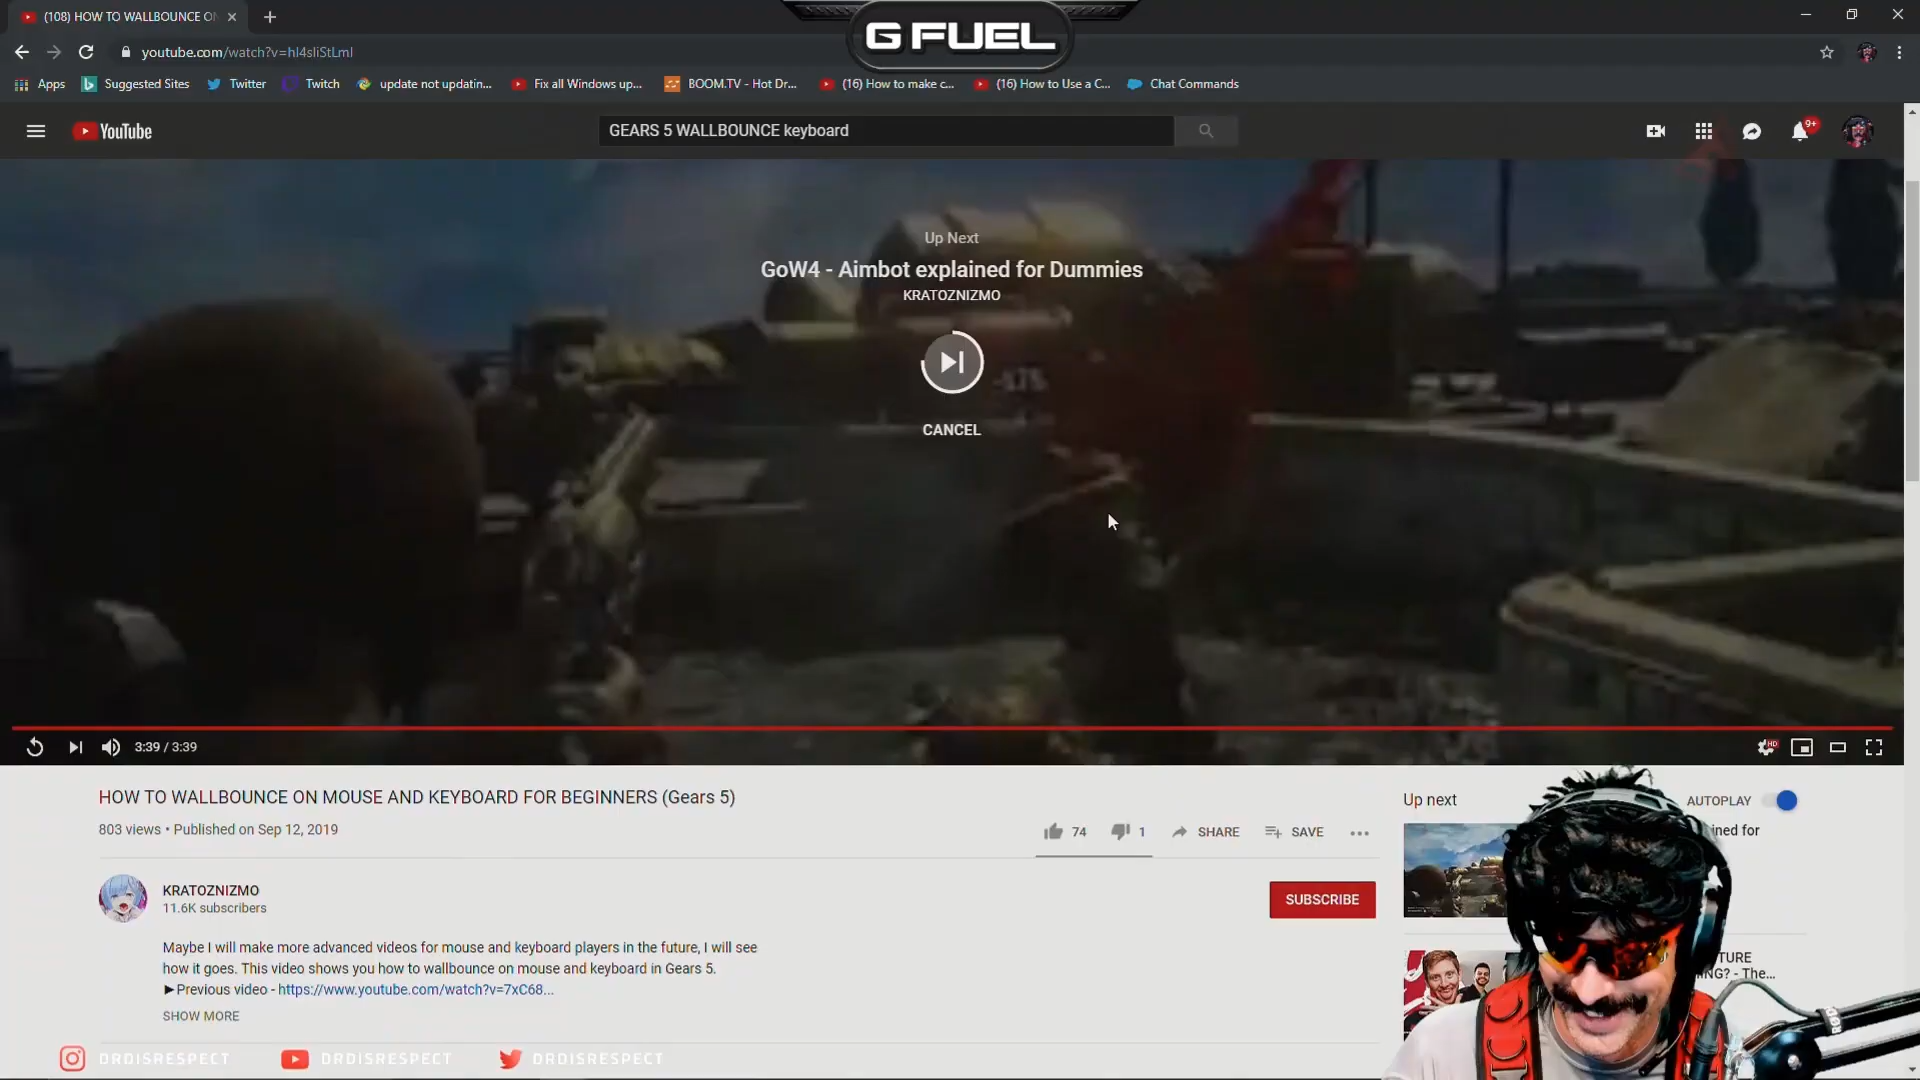 (108) HOW TO WALLBOUNCE ON
G FUEL
youtube.com/watch?v=hI4sIiStLmI
Apps Suggested Sites Twitter Twitch update not updatin... Fix all Windows up... BOOM.TV - Hot Dr... (16) How to make c... (16) How to Use a C... Chat Commands
YouTube
GEARS 5 WALLBOUNCE keyboard
9+
Up Next
GoW4 - Aimbot explained for Dummies
KRATOZNIZMO
-175
CANCEL
3:39 / 3:39
HD
HOW TO WALLBOUNCE ON MOUSE AND KEYBOARD FOR BEGINNERS (Gears 5)
803 views • Published on Sep 12, 2019
74 1 SHARE SAVE
KRATOZNIZMO
11.6K subscribers
SUBSCRIBE
Maybe I will make more advanced videos for mouse and keyboard players in the future, I will see
how it goes. This video shows you how to wallbounce on mouse and keyboard in Gears 5.
►Previous video - https://www.youtube.com/watch?v=7xC68...
SHOW MORE
Up next
AUTOPLAY
ined for
TURE
NG? - The...
RØDE
DRDISRESPECT DRDISRESPECT DRDISRESPECT